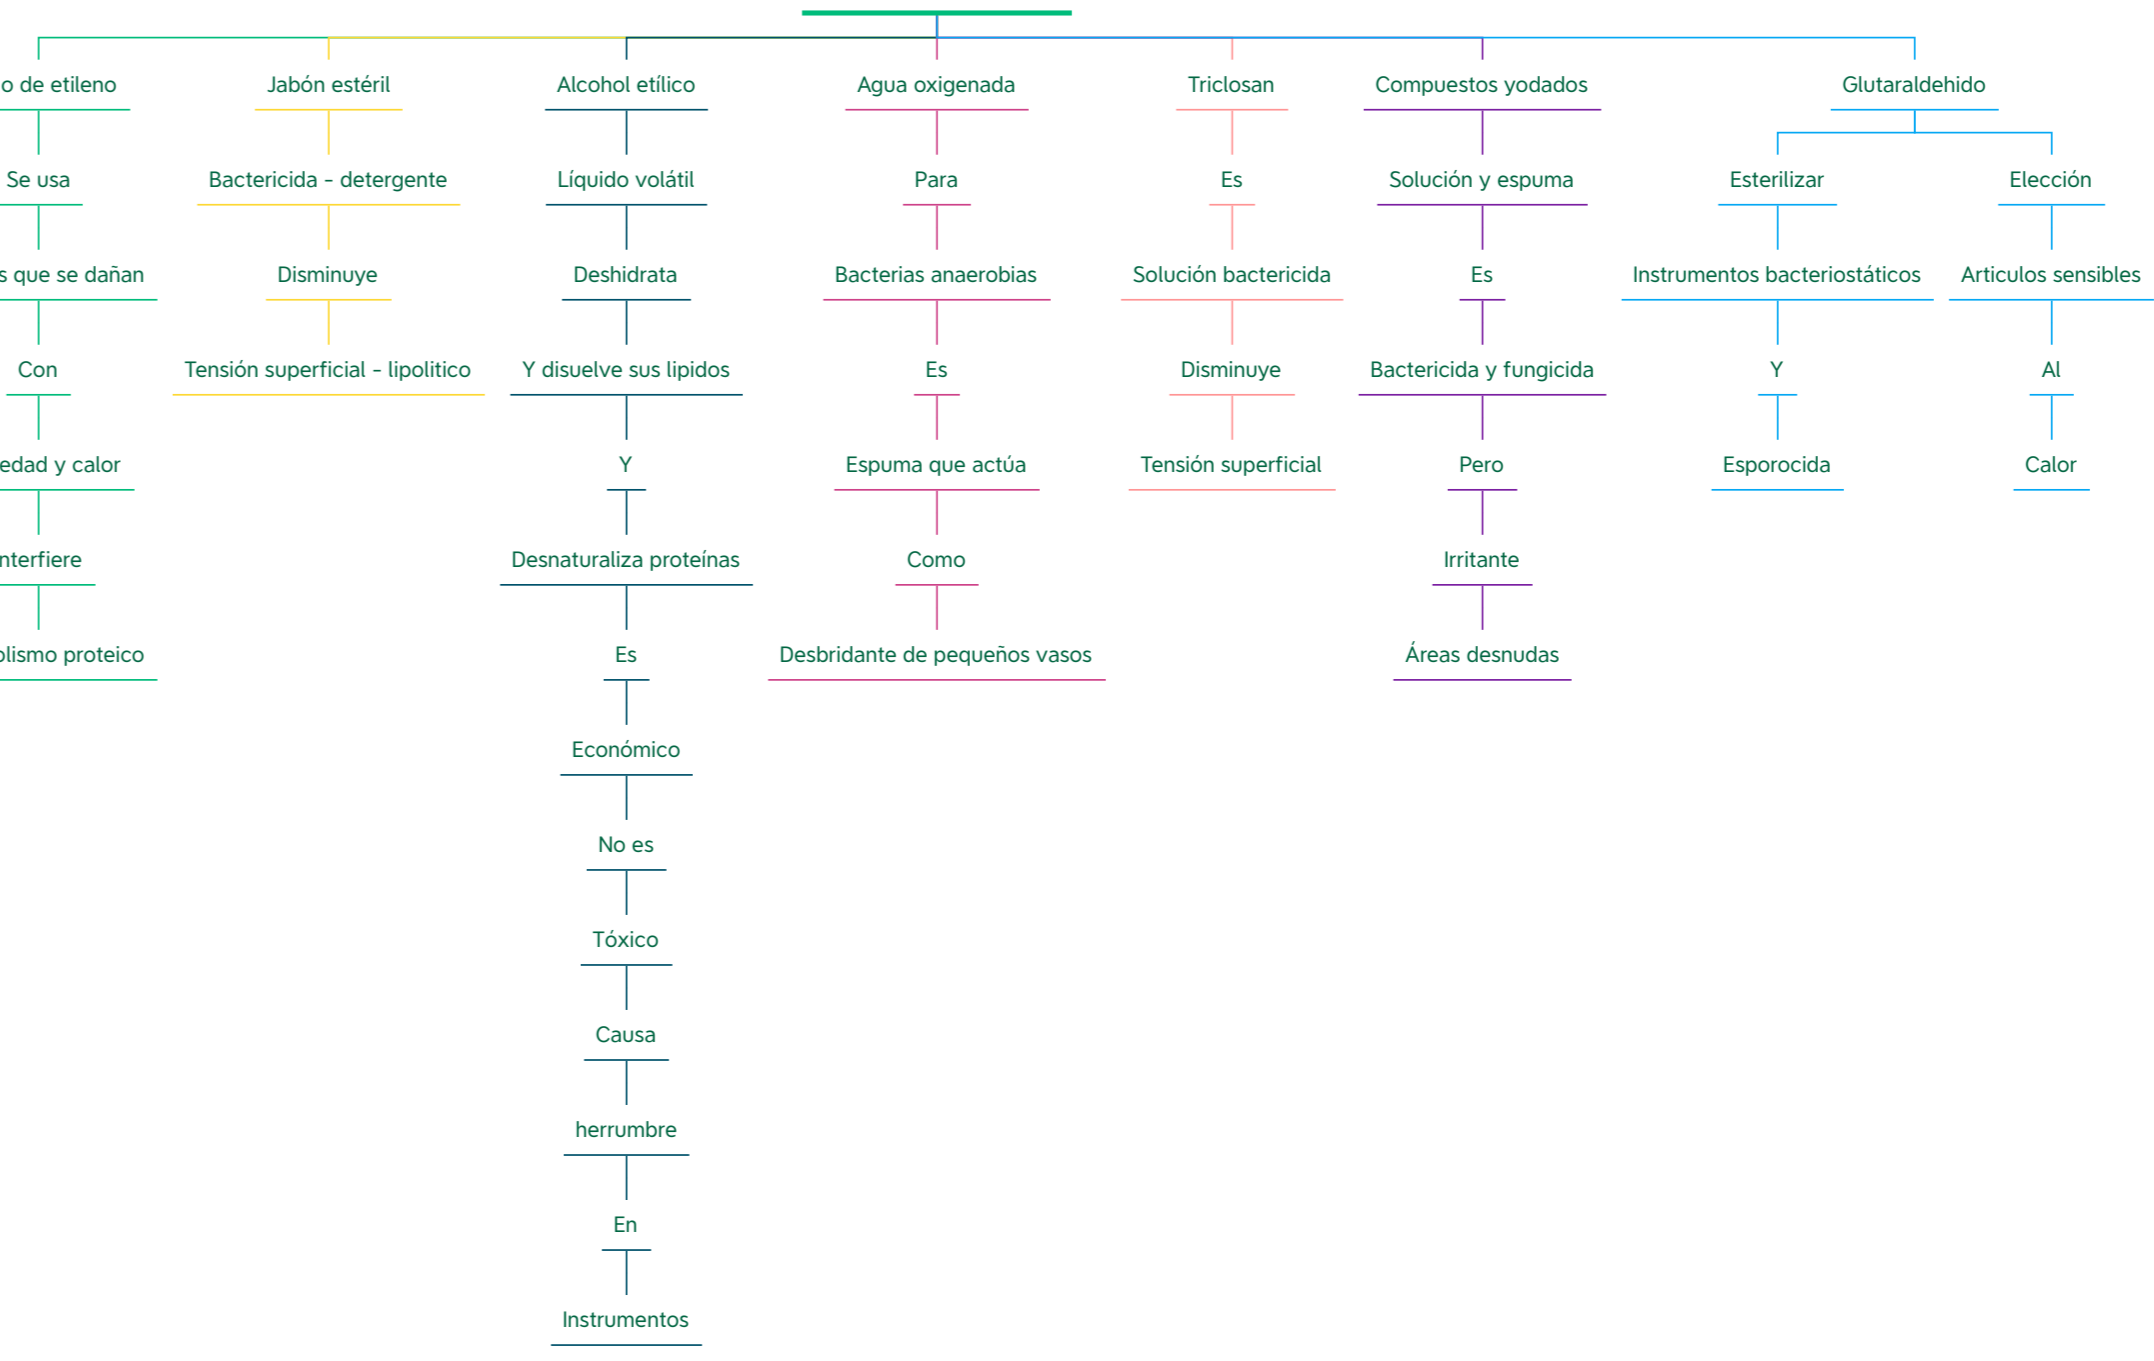 o de etileno
Se usa
s que se dañan
Con
edad y calor
nterfiere
olismo proteico
Jabón estéril
Bactericida - detergente
Disminuye
Tensión superficial - lipolitico
Alcohol etílico
Líquido volátil
Deshidrata
Y disuelve sus lipidos
Y
Desnaturaliza proteínas
Es
Económico
No es
Tóxico
Causa
herrumbre
En
Instrumentos
Agua oxigenada
Para
Bacterias anaerobias
Es
Espuma que actúa
Como
Desbridante de pequeños vasos
Triclosan
Es
Solución bactericida
Disminuye
Tensión superficial
Compuestos yodados
Solución y espuma
Es
Bactericida y fungicida
Pero
Irritante
Áreas desnudas
Glutaraldehido
Esterilizar
Instrumentos bacteriostáticos
Y
Esporocida
Elección
Articulos sensibles
Al
Calor